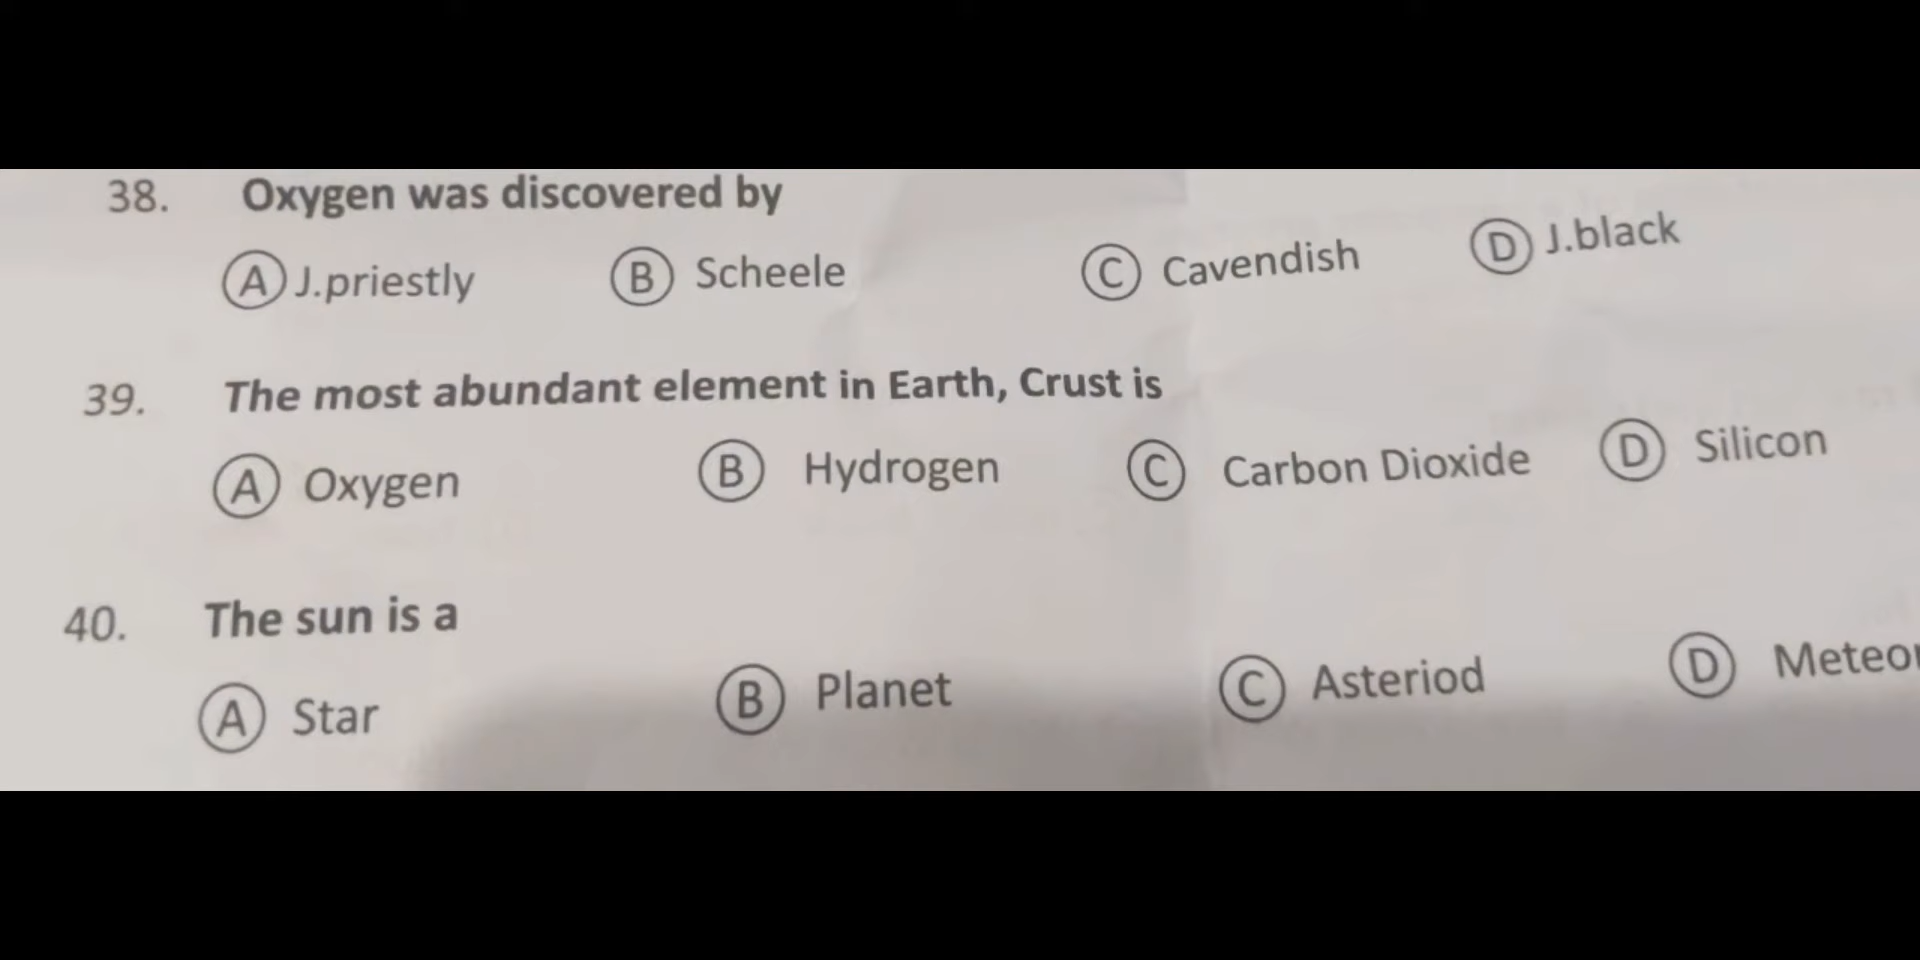 38. Oxygen was discovered by
A J.priestly B Scheele C Cavendish D J.black
39. The most abundant element in Earth, Crust is
A Oxygen B Hydrogen C Carbon Dioxide D Silicon
40. The sun is a
A Star B Planet C Asteriod D Meteor